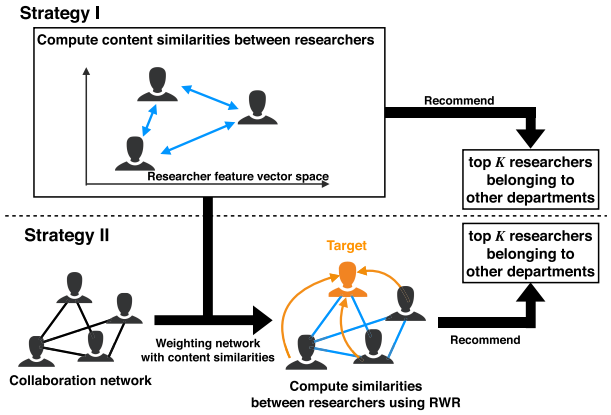 Strategy I
Compute content similarities between researchers
Researcher feature vector space
Recommend
top K researchers
belonging to
other departments
Strategy II
Target
top K researchers
belonging to
other departments
Weighting network
with content similarities
Recommend
Collaboration network
Compute similarities
between researchers using RWR